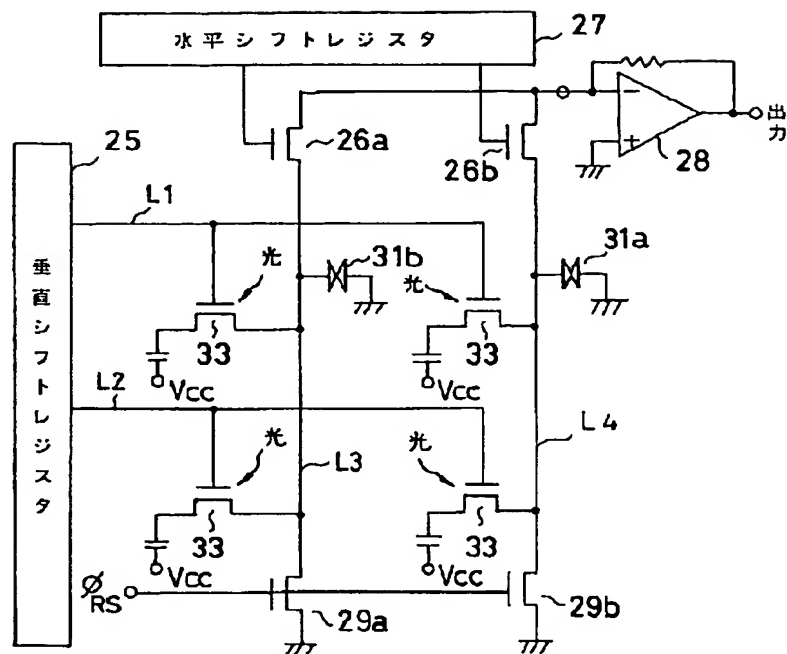 水平シフトレジスタ
27
26a
26b
28
出力
25
垂直シフトレジスタ
L1
光
31b
光
31a
33
33
VCC
VCC
L2
光
L3
光
L4
33
33
VCC
VCC
φRS
29a
29b